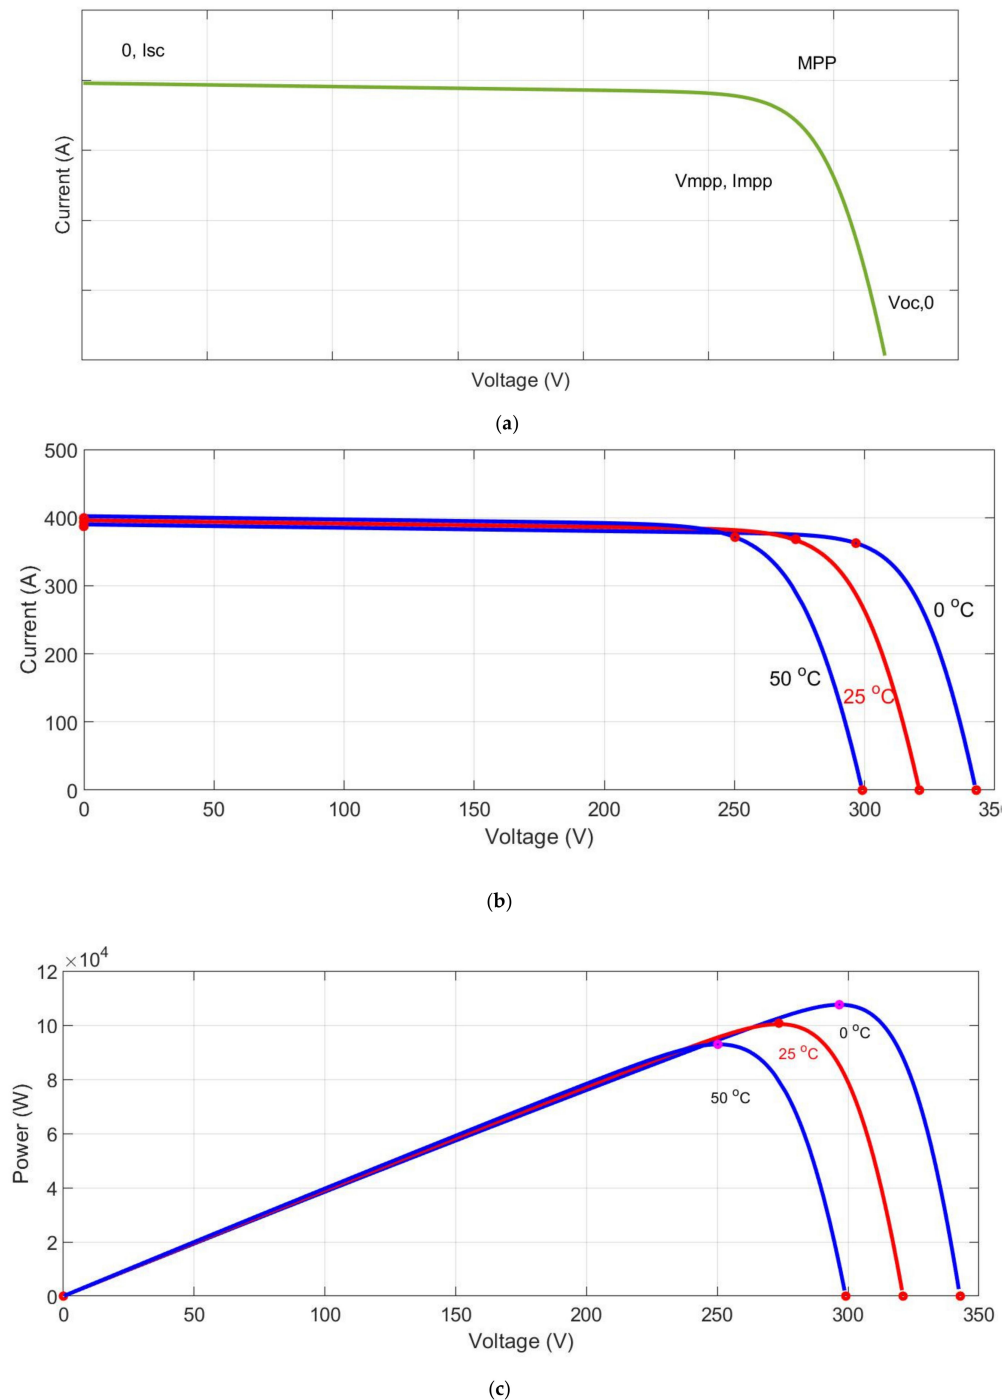 0, Isc
MPP
Current (A)
Vmpp, Impp
Voc,0
Voltage (V)
(a)
500
400
300
200
100
0
Current (A)
0 °C
50 °C
25 °C
0 50 100 150 200 250 300 350
Voltage (V)
(b)
×10⁴
12
10
8
6
4
2
0
Power (W)
0 °C
25 °C
50 °C
0 50 100 150 200 250 300 350
Voltage (V)
(c)